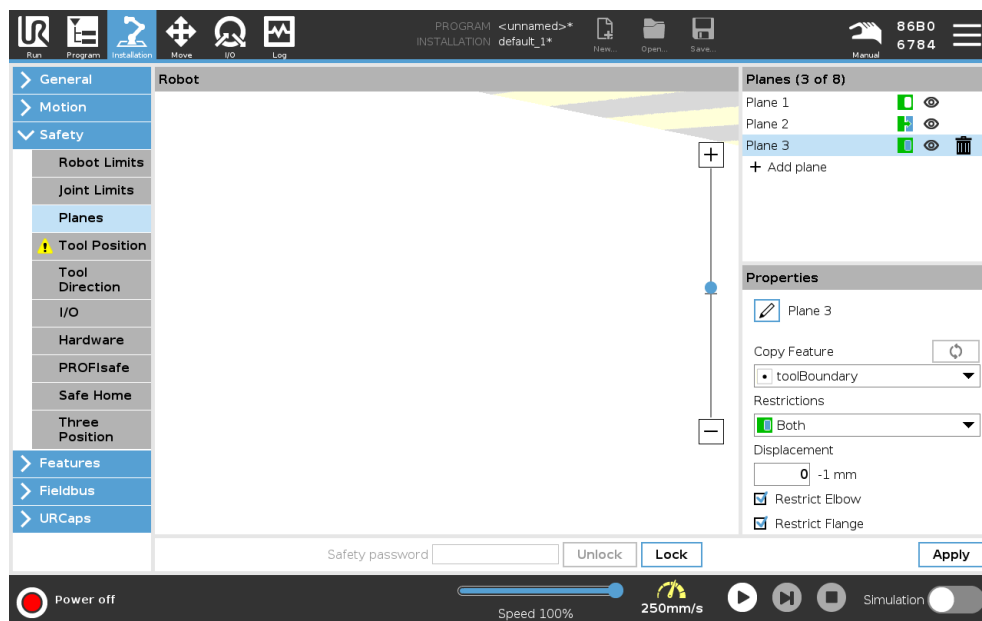 PROGRAM <unnamed>*
INSTALLATION default_1*
Run Program Installation Move I/O Log New... Open... Save... Manual
86B0
6784
General
Motion
Safety
Robot Limits
Joint Limits
Planes
Tool Position
Tool
Direction
I/O
Hardware
PROFIsafe
Safe Home
Three
Position
Features
Fieldbus
URCaps
Robot
Planes (3 of 8)
Plane 1
Plane 2
Plane 3
+ Add plane
Properties
Plane 3
Copy Feature
toolBoundary
Restrictions
Both
Displacement
0 -1 mm
Restrict Elbow
Restrict Flange
Safety password Unlock Lock Apply
Power off
Speed 100%
250mm/s
Simulation